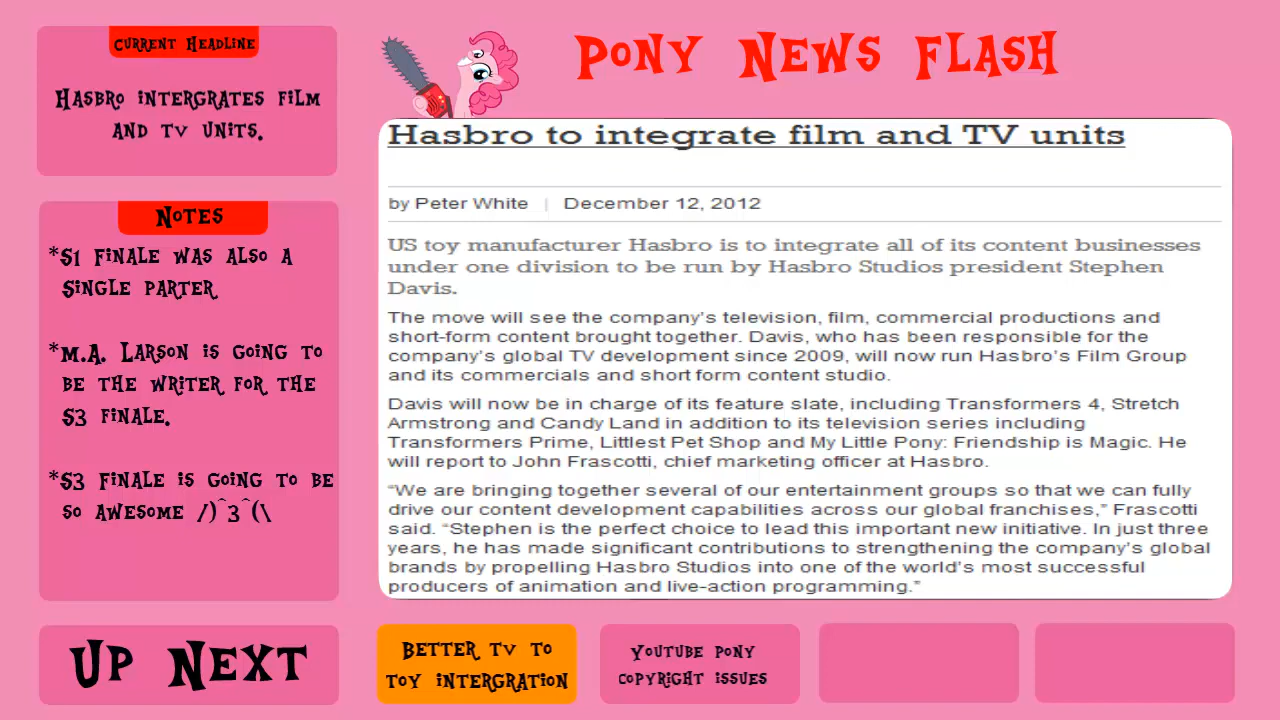 Current Headline
Hasbro intergrates film
and tv units.
Notes
*S1 Finale was also a
single parter
*M.A. Larson is going to
be the writer for the
S3 finale.
*S3 Finale is going to be
so awesome /)^3^(\
Pony News Flash
Hasbro to integrate film and TV units
by Peter White | December 12, 2012
US toy manufacturer Hasbro is to integrate all of its content businesses
under one division to be run by Hasbro Studios president Stephen
Davis.
The move will see the company's television, film, commercial productions and
short-form content brought together. Davis, who has been responsible for the
company's global TV development since 2009, will now run Hasbro's Film Group
and its commercials and short form content studio.
Davis will now be in charge of its feature slate, including Transformers 4, Stretch
Armstrong and Candy Land in addition to its television series including
Transformers Prime, Littlest Pet Shop and My Little Pony: Friendship is Magic. He
will report to John Frascotti, chief marketing officer at Hasbro.
“We are bringing together several of our entertainment groups so that we can fully
drive our content development capabilities across our global franchises,” Frascotti
said. “Stephen is the perfect choice to lead this important new initiative. In just three
years, he has made significant contributions to strengthening the company's global
brands by propelling Hasbro Studios into one of the world's most successful
producers of animation and live-action programming.”
Up Next
Better tv to
toy intergration
Youtube pony
copyright issues